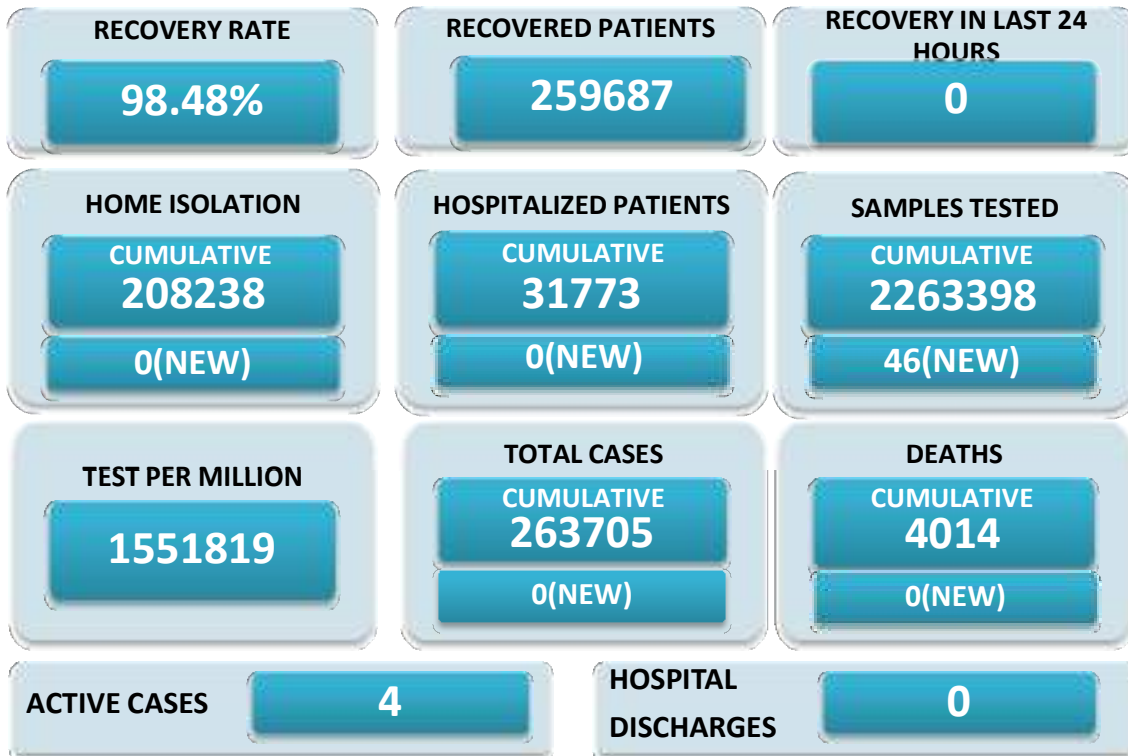 RECOVERY RATE
98.48%
RECOVERED PATIENTS
259687
RECOVERY IN LAST 24
HOURS
0
HOME ISOLATION
CUMULATIVE
208238
0(NEW)
HOSPITALIZED PATIENTS
CUMULATIVE
31773
0(NEW)
SAMPLES TESTED
CUMULATIVE
2263398
46(NEW)
TEST PER MILLION
1551819
TOTAL CASES
CUMULATIVE
263705
0(NEW)
DEATHS
CUMULATIVE
4014
0(NEW)
ACTIVE CASES
4
HOSPITAL
DISCHARGES
0